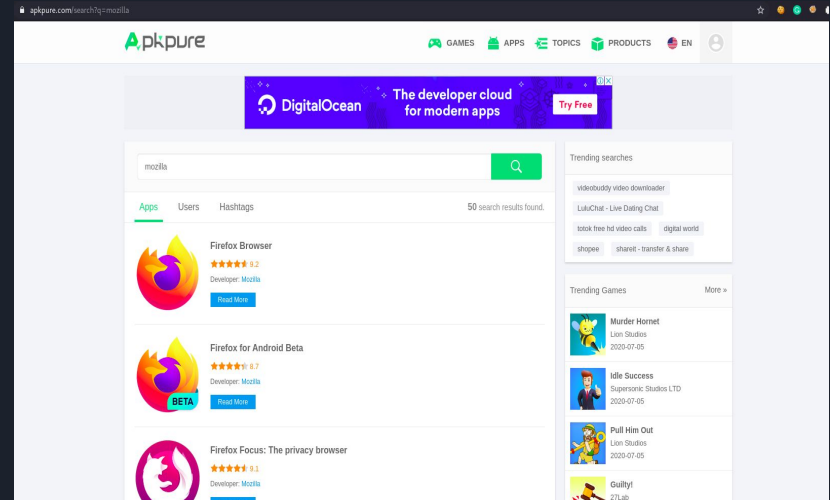 apkpure.com/search?q=mozilla
Apkpure
GAMES
APPS
TOPICS
PRODUCTS
EN
DigitalOcean
The developer cloud
for modern apps
Try Free
mozilla
Apps
Users
Hashtags
50 search results found.
Firefox Browser
9.2
Developer: Mozilla
Read More
BETA
Firefox for Android Beta
8.7
Developer: Mozilla
Read More
Firefox Focus: The privacy browser
9.1
Developer: Mozilla
Trending searches
videobuddy video downloader
LuluChat - Live Dating Chat
totok free hd video calls
digital world
shopee
shareit - transfer & share
Trending Games
More »
Murder Hornet
Lion Studios
2020-07-05
Idle Success
Supersonic Studios LTD
2020-07-05
Pull Him Out
Lion Studios
2020-07-05
Guilty!
27Lab